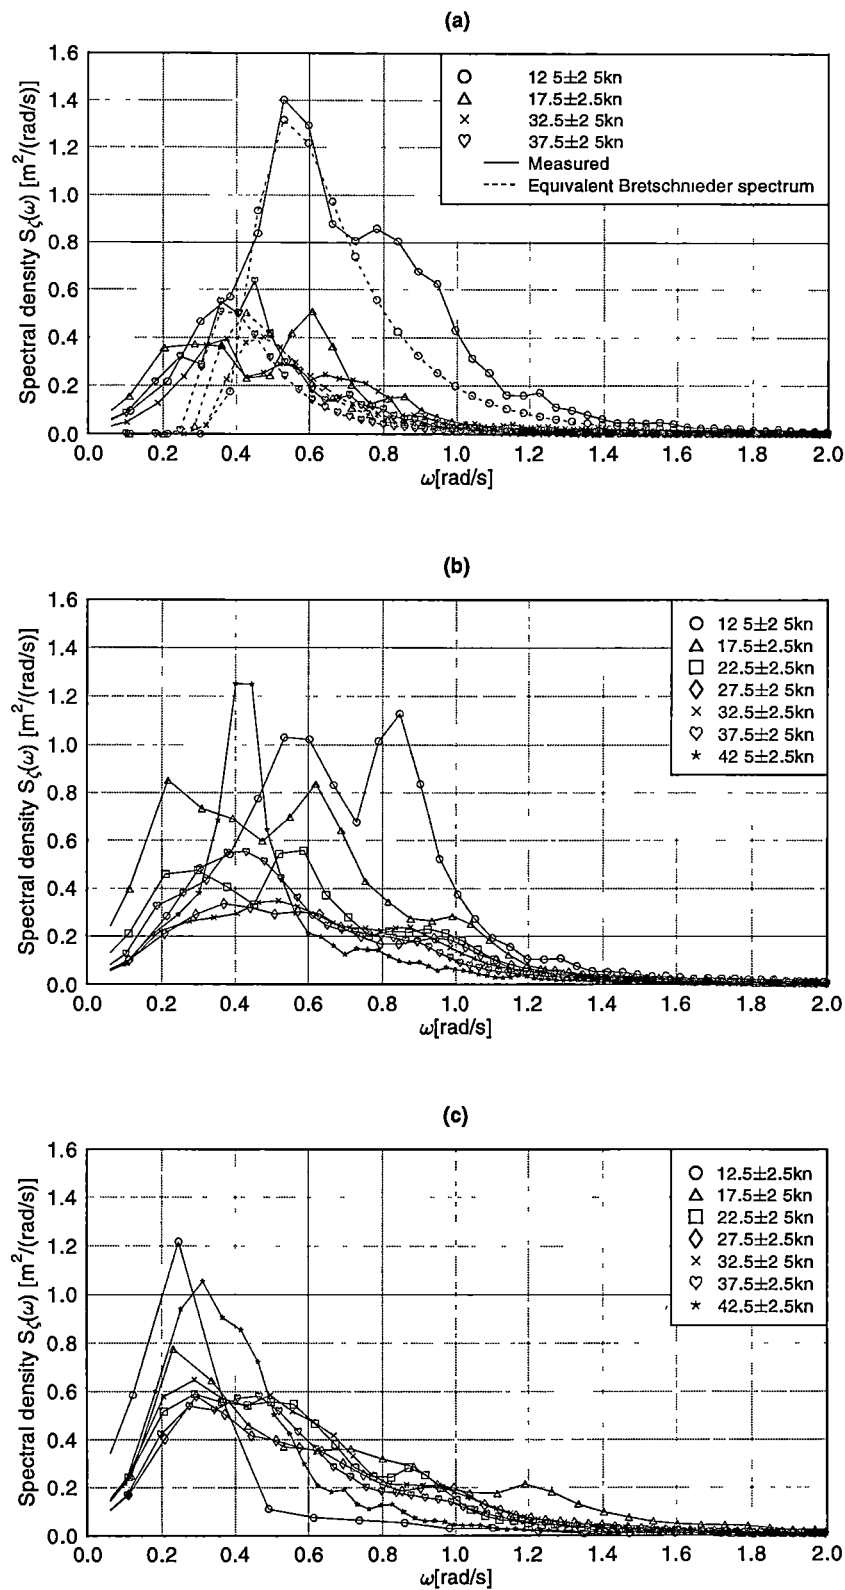 (a)
Spectral density Sζ(ω) [m²/(rad/s)]
1.6
1.4
1.2
1.0
0.8
0.6
0.4
0.2
0.0
12 5±2 5kn
17.5±2.5kn
32.5±2 5kn
37.5±2 5kn
Measured
Equivalent Bretschnieder spectrum
0.0 0.2 0.4 0.6 0.8 1.0 1.2 1.4 1.6 1.8 2.0
ω[rad/s]
(b)
Spectral density Sζ(ω) [m²/(rad/s)]
1.6
1.4
1.2
1.0
0.8
0.6
0.4
0.2
0.0
12 5±2 5kn
17.5±2.5kn
22.5±2.5kn
27.5±2 5kn
32.5±2.5kn
37.5±2 5kn
42 5±2.5kn
0.0 0.2 0.4 0.6 0.8 1.0 1.2 1.4 1.6 1.8 2.0
ω[rad/s]
(c)
Spectral density Sζ(ω) [m²/(rad/s)]
1.6
1.4
1.2
1.0
0.8
0.6
0.4
0.2
0.0
12.5±2.5kn
17.5±2 5kn
22.5±2 5kn
27.5±2.5kn
32.5±2 5kn
37.5±2.5kn
42.5±2.5kn
0.0 0.2 0.4 0.6 0.8 1.0 1.2 1.4 1.6 1.8 2.0
ω[rad/s]